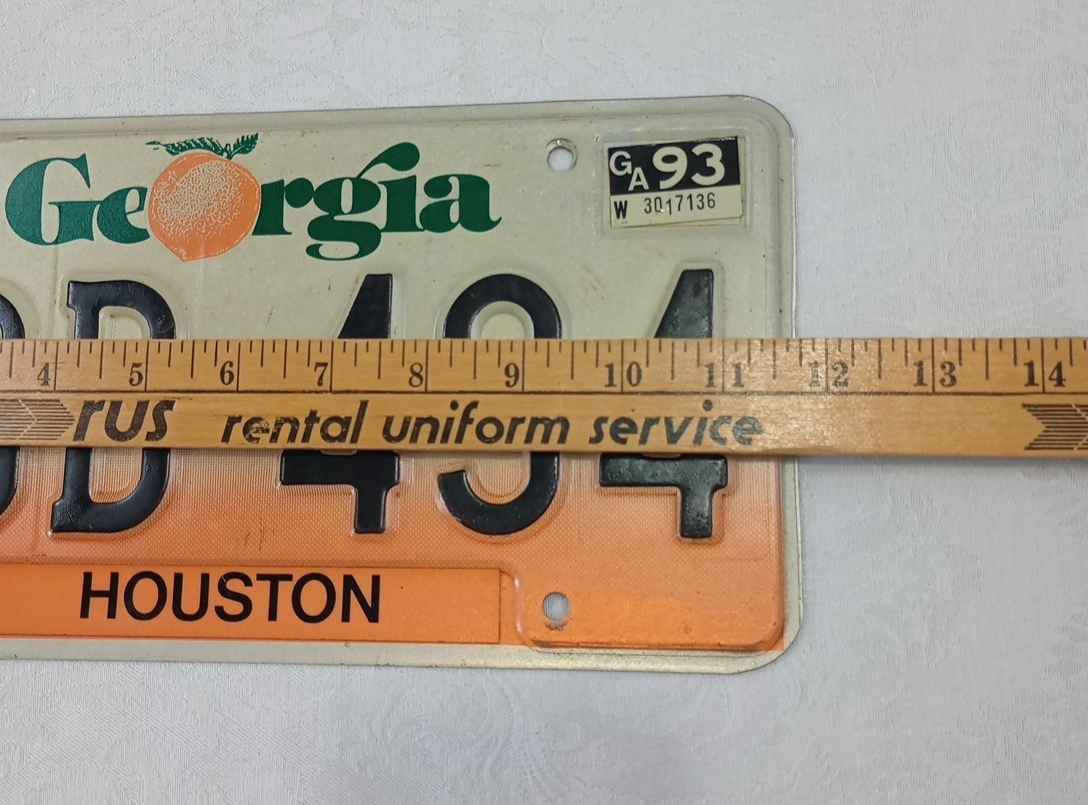 Georgia
GA 93
W 3017136
D 494
4 5 6 7 8 9 10 11 12 13 14
rus rental uniform service
HOUSTON